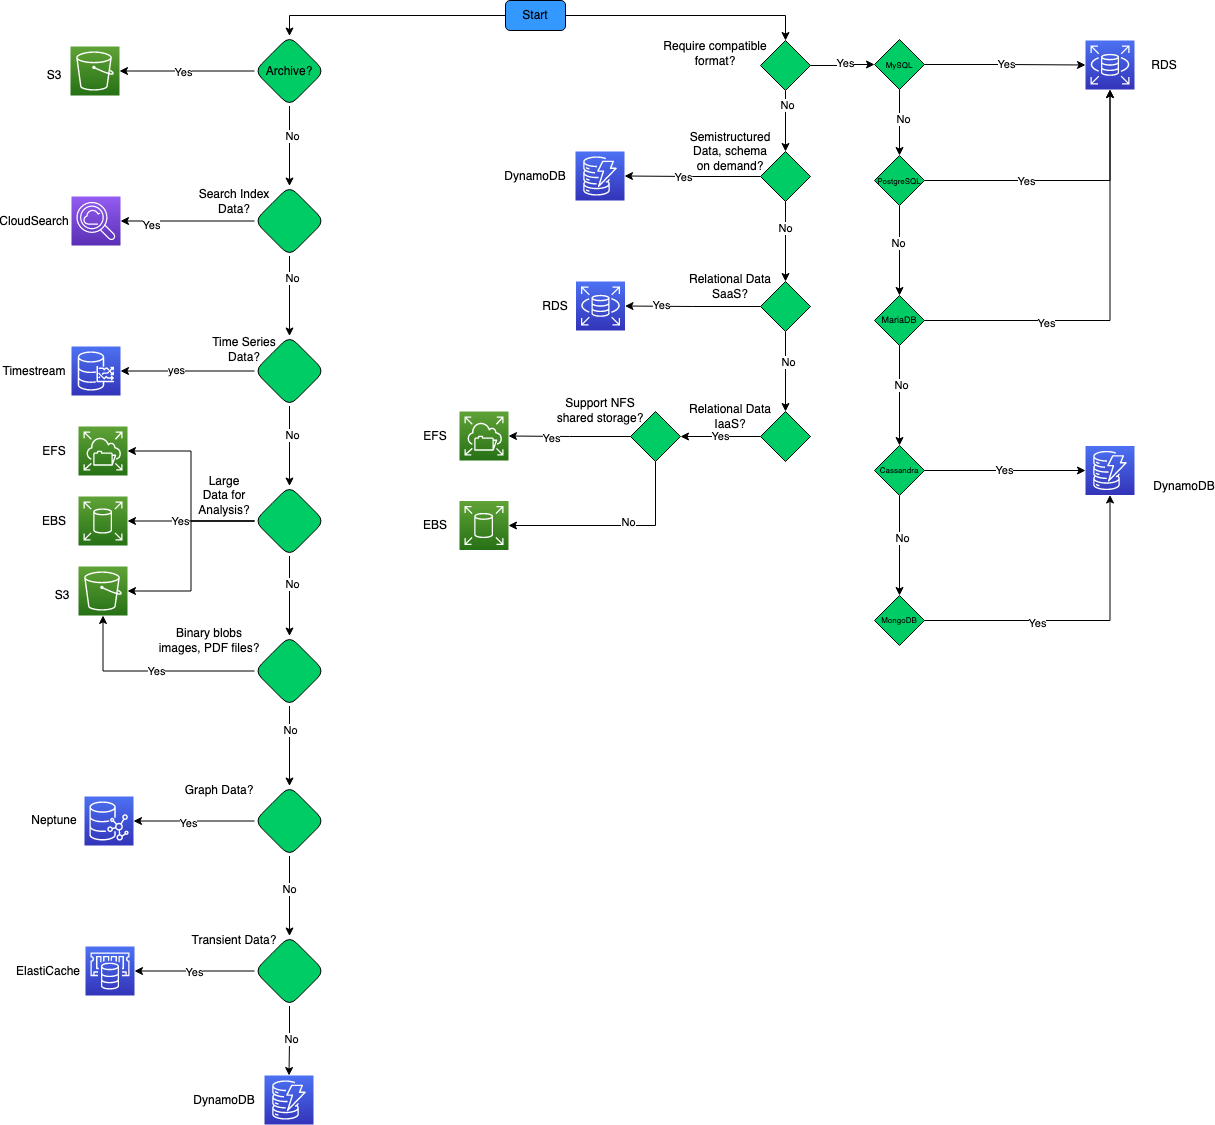 Start
Archive?
Yes
S3
No
Search Index
Data?
Yes
CloudSearch
No
Time Series
Data?
yes
Timestream
No
Large
Data for
Analysis?
Yes
EFS
EBS
S3
No
Binary blobs
images, PDF files?
Yes
No
Graph Data?
Yes
Neptune
No
Transient Data?
Yes
ElastiCache
No
DynamoDB
Require compatible
format?
Yes
No
Semistructured
Data, schema
on demand?
Yes
DynamoDB
No
Relational Data
SaaS?
Yes
RDS
No
Relational Data
IaaS?
Yes
Support NFS
shared storage?
Yes
EFS
No
EBS
MySQL
Yes
RDS
No
PostgreSQL
Yes
No
MariaDB
Yes
No
Cassandra
Yes
DynamoDB
No
MongoDB
Yes